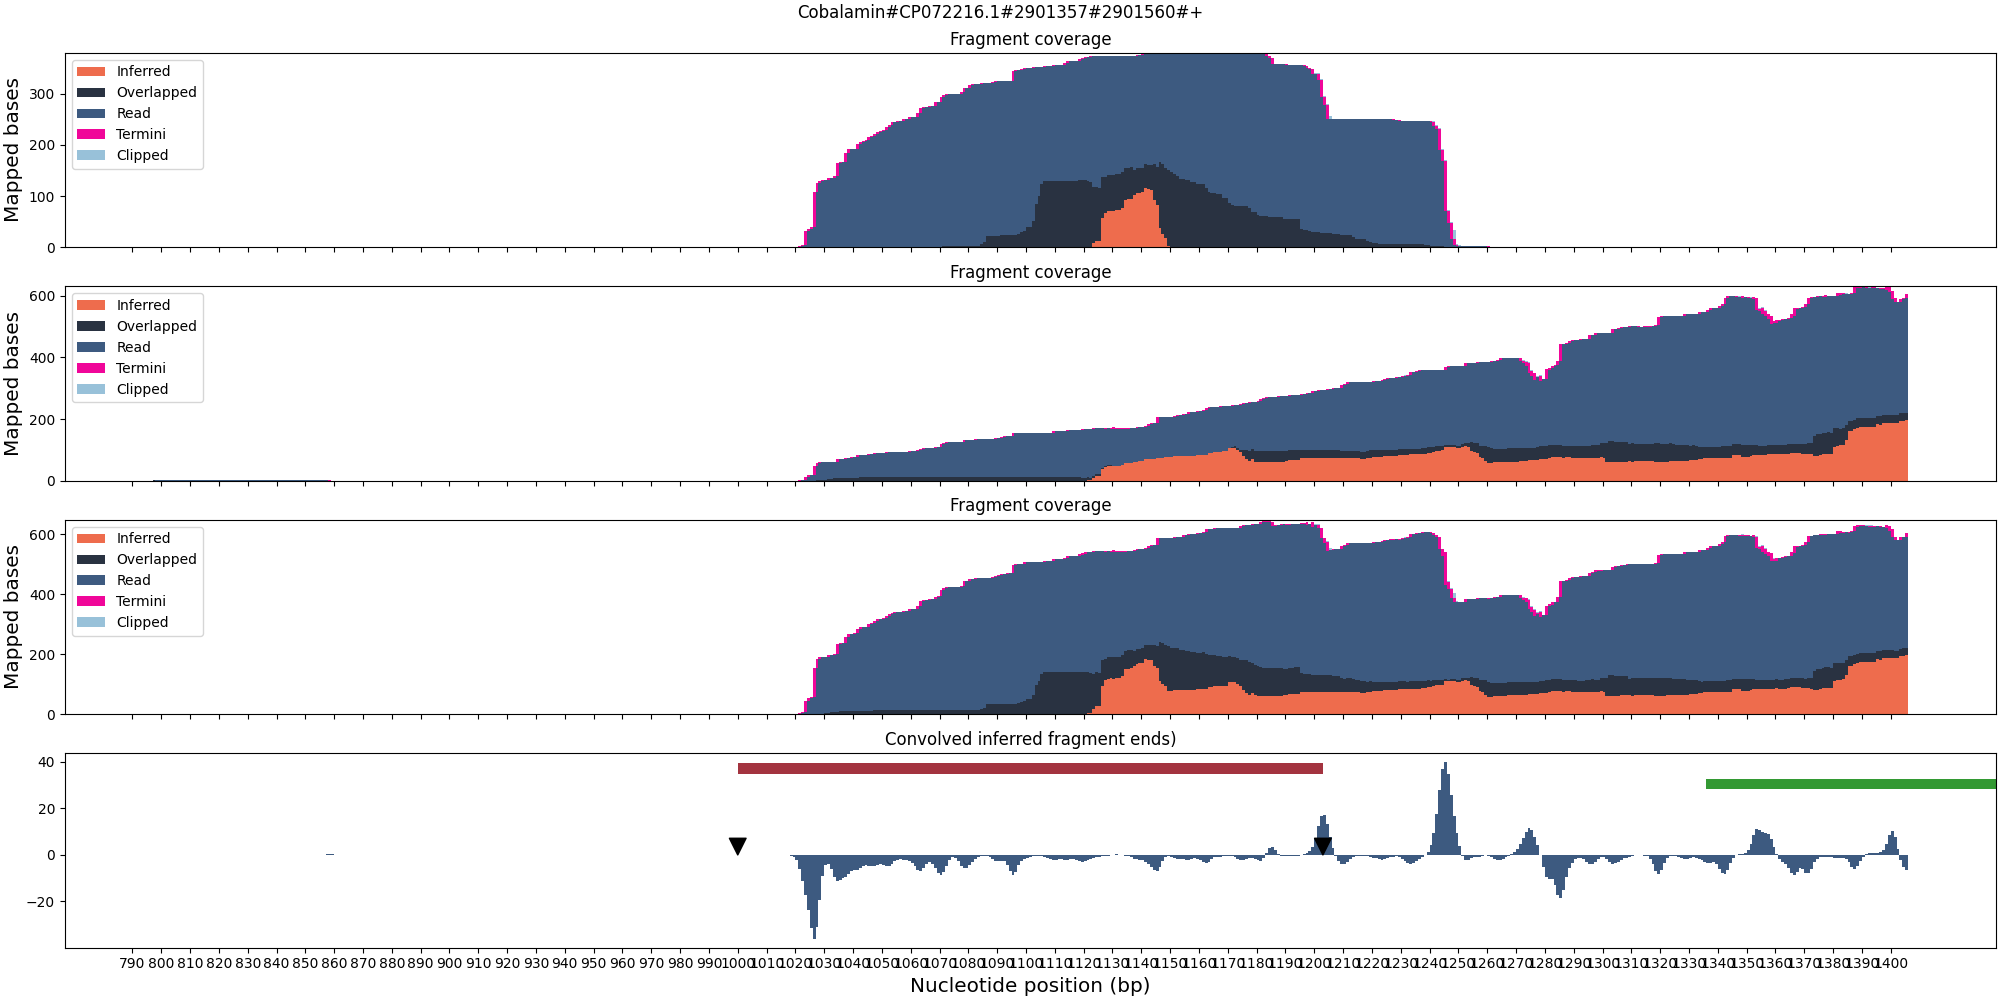 Cobalamin#CP072216.1#2901357#2901560#+
Fragment coverage
Mapped bases
300
200
100
0
Inferred
Overlapped
Read
Termini
Clipped
Fragment coverage
Mapped bases
600
400
200
0
Inferred
Overlapped
Read
Termini
Clipped
Fragment coverage
Mapped bases
600
400
200
0
Inferred
Overlapped
Read
Termini
Clipped
Convolved inferred fragment ends)
40
20
0
−20
790 800 810 820 830 840 850 860 870 880 890 900 910 920 930 940 950 960 970 980 990 1000 1010 1020 1030 1040 1050 1060 1070 1080 1090 1100 1110 1120 1130 1140 1150 1160 1170 1180 1190 1200 1210 1220 1230 1240 1250 1260 1270 1280 1290 1300 1310 1320 1330 1340 1350 1360 1370 1380 1390 1400
Nucleotide position (bp)